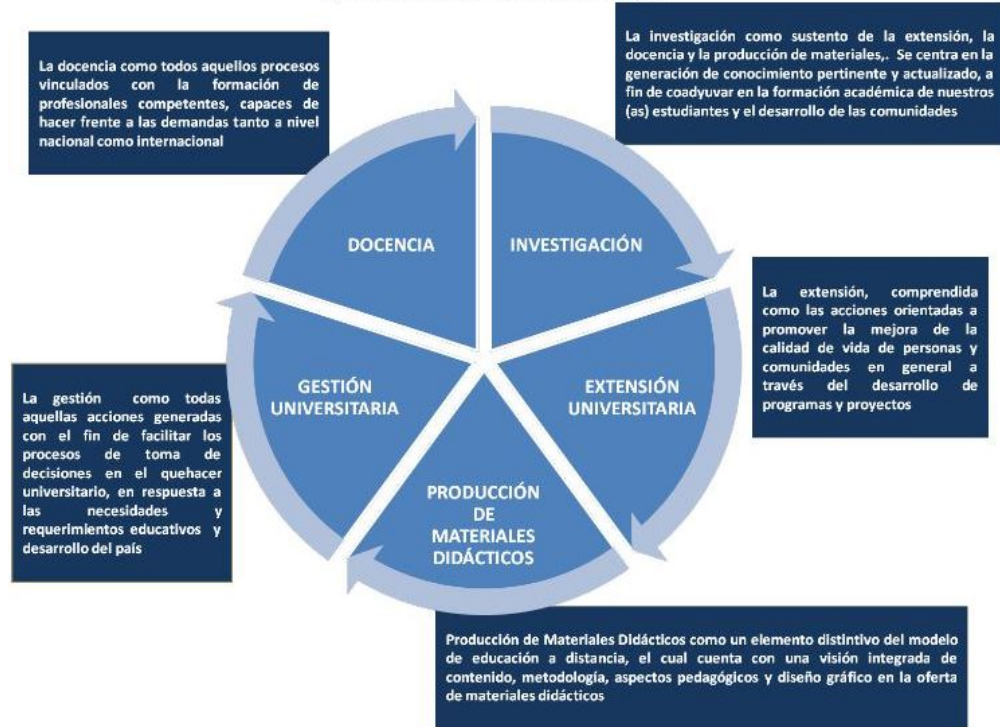 La docencia como todos aquellos procesos
vinculados con la formación de
profesionales competentes, capaces de
hacer frente a las demandas tanto a nivel
nacional como internacional
La investigación como sustento de la extensión, la
docencia y la producción de materiales,. Se centra en la
generación de conocimiento pertinente y actualizado, a
fin de coadyuvar en la formación académica de nuestros
(as) estudiantes y el desarrollo de las comunidades
DOCENCIA
INVESTIGACIÓN
La extensión, comprendida
como las acciones orientadas a
promover la mejora de la
calidad de vida de personas y
comunidades en general a
través del desarrollo de
programas y proyectos
GESTIÓN
UNIVERSITARIA
EXTENSIÓN
UNIVERSITARIA
La gestión como todas
aquellas acciones generadas
con el fin de facilitar los
procesos de toma de
decisiones en el quehacer
universitario, en respuesta a
las necesidades y
requerimientos educativos y
desarrollo del país
PRODUCCIÓN
DE
MATERIALES
DIDÁCTICOS
Producción de Materiales Didácticos como un elemento distintivo del modelo
de educación a distancia, el cual cuenta con una visión integrada de
contenido, metodología, aspectos pedagógicos y diseño gráfico en la oferta
de materiales didácticos